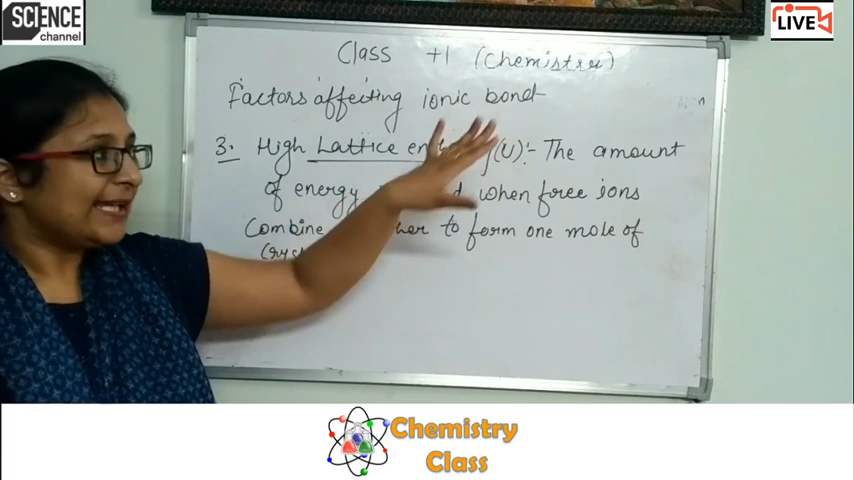 SCIENCE
channel
LIVE
Class +1 (Chemistry)
Factors affecting ionic bond
3. High Lattice (U):- The amount
of energy when free ions
Combine to form one mole of
Chemistry
Class